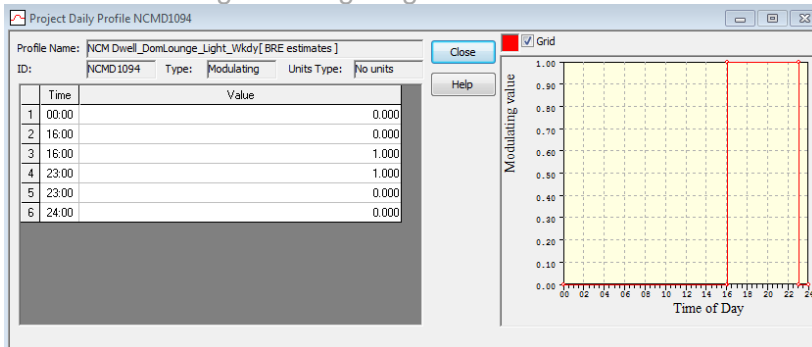 Project Daily Profile NCMD1094
Profile Name: NCM Dwell_DomLounge_Light_Wkdy[ BRE estimates ]
ID: NCMD1094 Type: Modulating Units Type: No units
Close
Help
Grid
Time Value
1 00:00 0.000
2 16:00 0.000
3 16:00 1.000
4 23:00 1.000
5 23:00 0.000
6 24:00 0.000
Modulating value
1.00
0.90
0.80
0.70
0.60
0.50
0.40
0.30
0.20
0.10
0.00
00 02 04 06 08 10 12 14 16 18 20 22 24
Time of Day